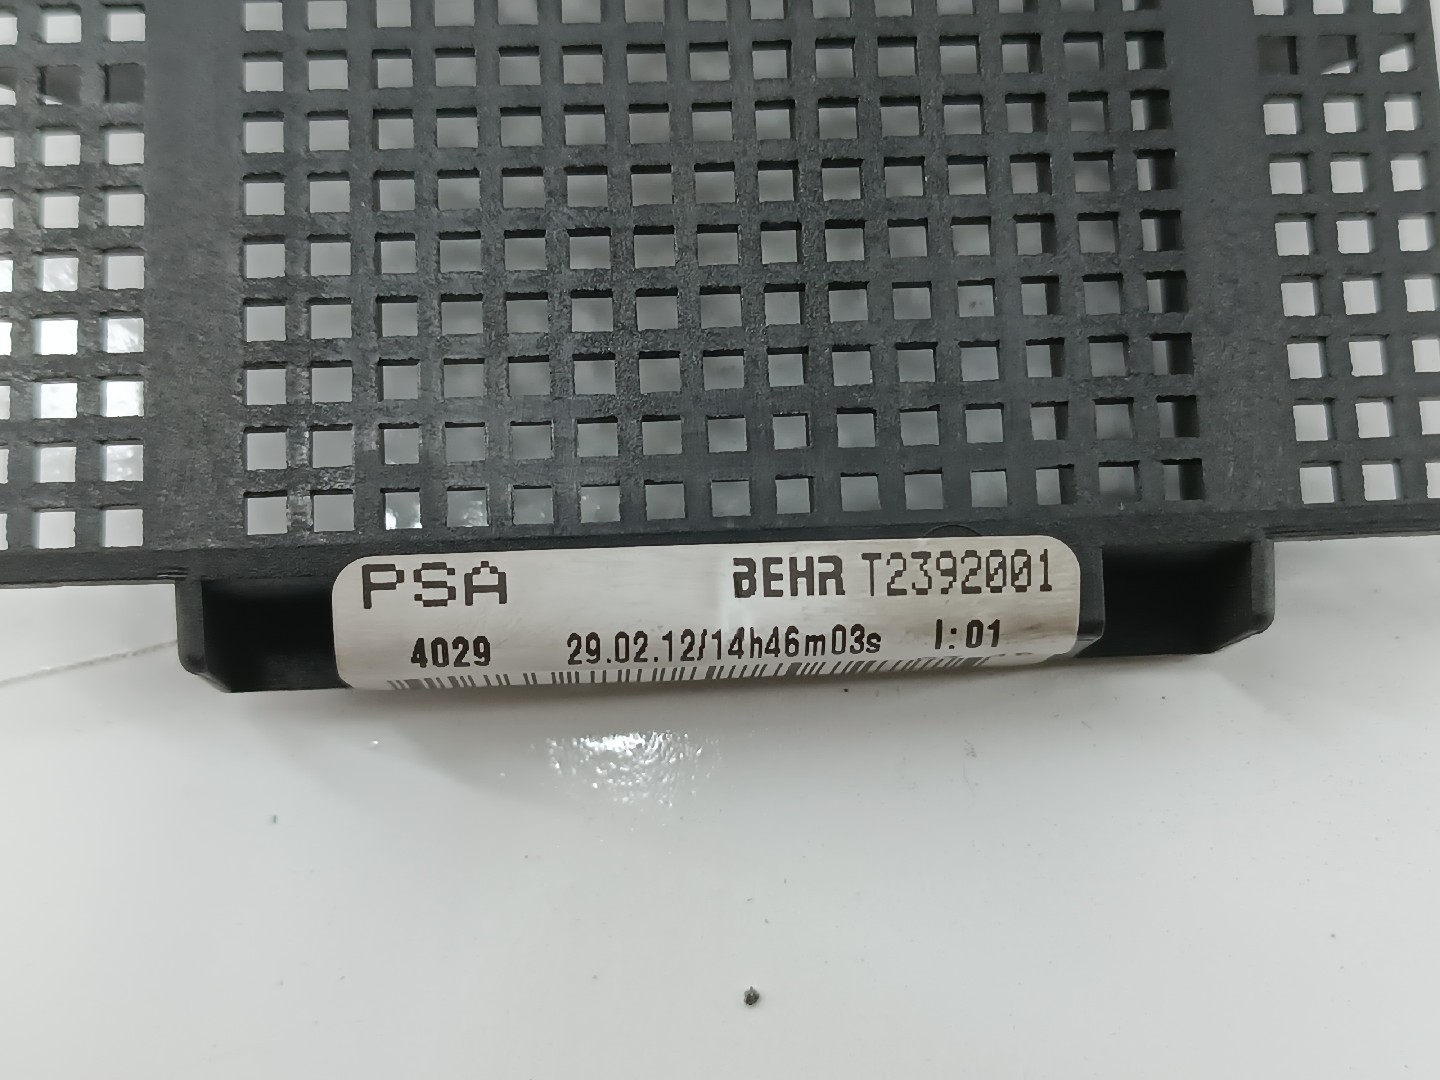 PSA BEHR T2392001
4029 29.02.12/14h46m03s I:01